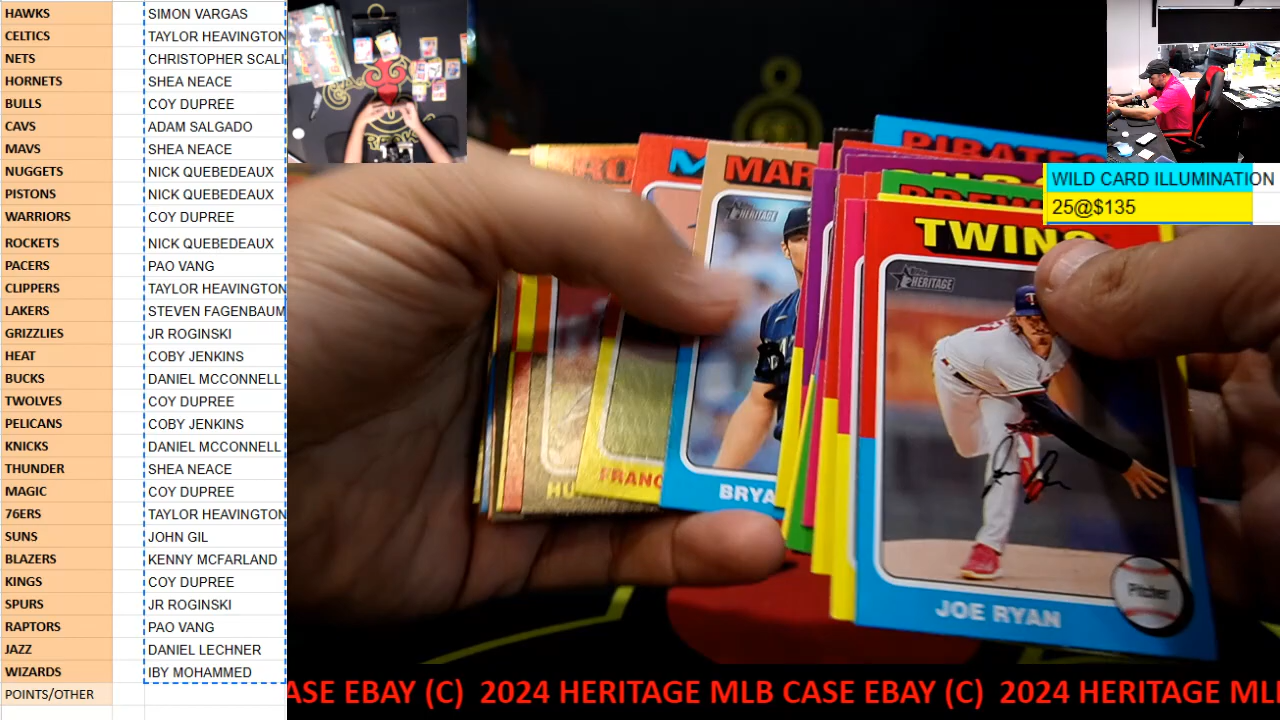 HAWKS SIMON VARGAS
CELTICS TAYLOR HEAVINGTON
NETS CHRISTOPHER SCALI
HORNETS SHEA NEACE
BULLS COY DUPREE
CAVS ADAM SALGADO
MAVS SHEA NEACE
NUGGETS NICK QUEBEDEAUX
PISTONS NICK QUEBEDEAUX
WARRIORS COY DUPREE
ROCKETS NICK QUEBEDEAUX
PACERS PAO VANG
CLIPPERS TAYLOR HEAVINGTON
LAKERS STEVEN FAGENBAUM
GRIZZLIES JR ROGINSKI
HEAT COBY JENKINS
BUCKS DANIEL MCCONNELL
TWOLVES COY DUPREE
PELICANS COBY JENKINS
KNICKS DANIEL MCCONNELL
THUNDER SHEA NEACE
MAGIC COY DUPREE
76ERS TAYLOR HEAVINGTON
SUNS JOHN GIL
BLAZERS KENNY MCFARLAND
KINGS COY DUPREE
SPURS JR ROGINSKI
RAPTORS PAO VANG
JAZZ DANIEL LECHNER
WIZARDS IBY MOHAMMED
POINTS/OTHER
WILD CARD ILLUMINATION
25@$135
PIRATES
MAR
HERITAGE
BRYA
FRANC
HU
TWINS
Topps HERITAGE
Pitcher
JOE RYAN
ASE EBAY (C) 2024 HERITAGE MLB CASE EBAY (C) 2024 HERITAGE MLB